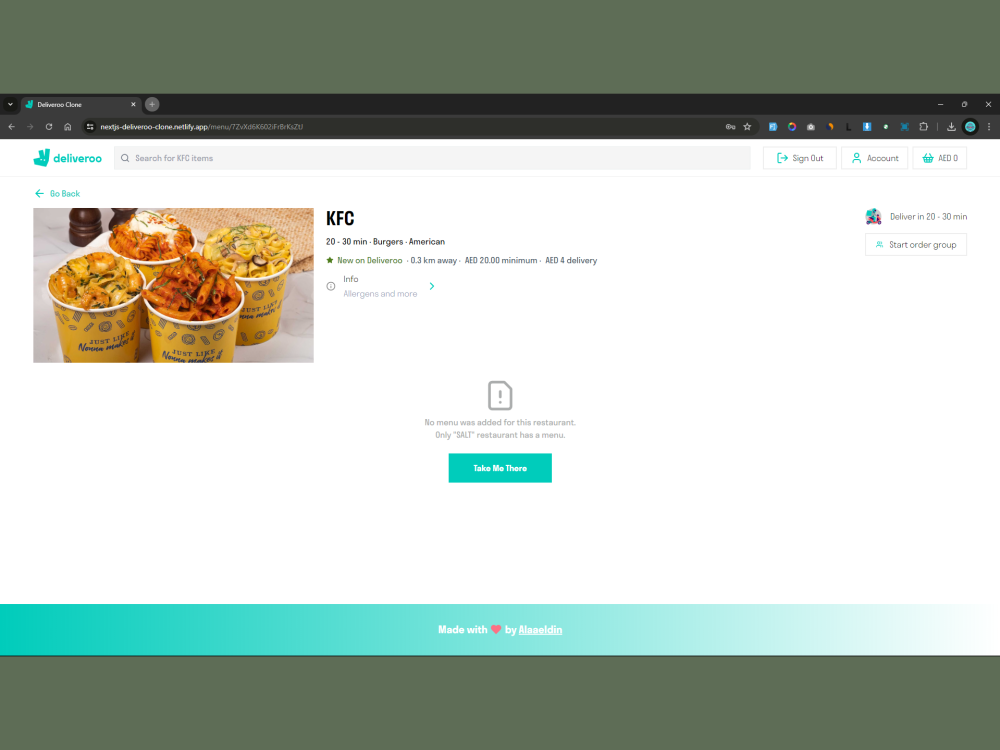 Deliveroo Clone
nextjs-deliveroo-clone.netlify.app/menu/7ZvXd6K602iFrBrKsZtJ
deliveroo
Search for KFC items
Sign Out
Account
AED 0
Go Back
KFC
20 - 30 min · Burgers · American
New on Deliveroo · 0.3 km away · AED 20.00 minimum · AED 4 delivery
Info
Allergens and more
Deliver in 20 - 30 min
Start order group
JUST LIKE
Nonna makes it
JUST LIKE
Nonna makes it
No menu was added for this restaurant.
Only "SALT" restaurant has a menu.
Take Me There
Made with ❤ by Alaaeldin